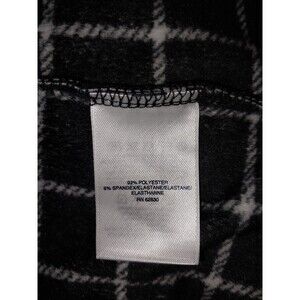 92% POLYESTER
8% SPANDEX/ELASTANE/ELASTANE/
ELASTHANNE
RN 62830